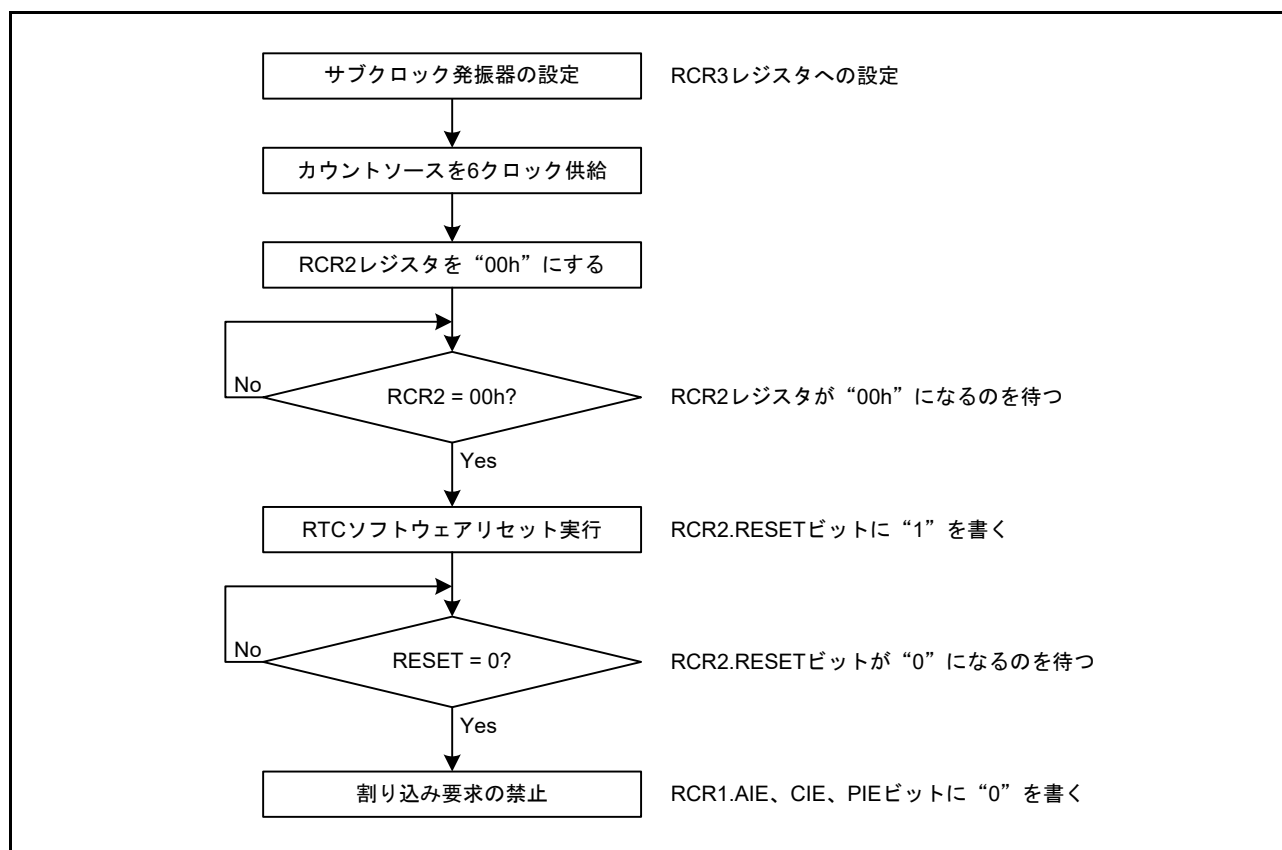 サブクロック発振器の設定 RCR3レジスタへの設定
カウントソースを6クロック供給
RCR2レジスタを“00h”にする
No RCR2 = 00h? RCR2レジスタが“00h”になるのを待つ
Yes
RTCソフトウェアリセット実行 RCR2.RESETビットに“1”を書く
No RESET = 0? RCR2.RESETビットが“0”になるのを待つ
Yes
割り込み要求の禁止 RCR1.AIE、CIE、PIEビットに“0”を書く